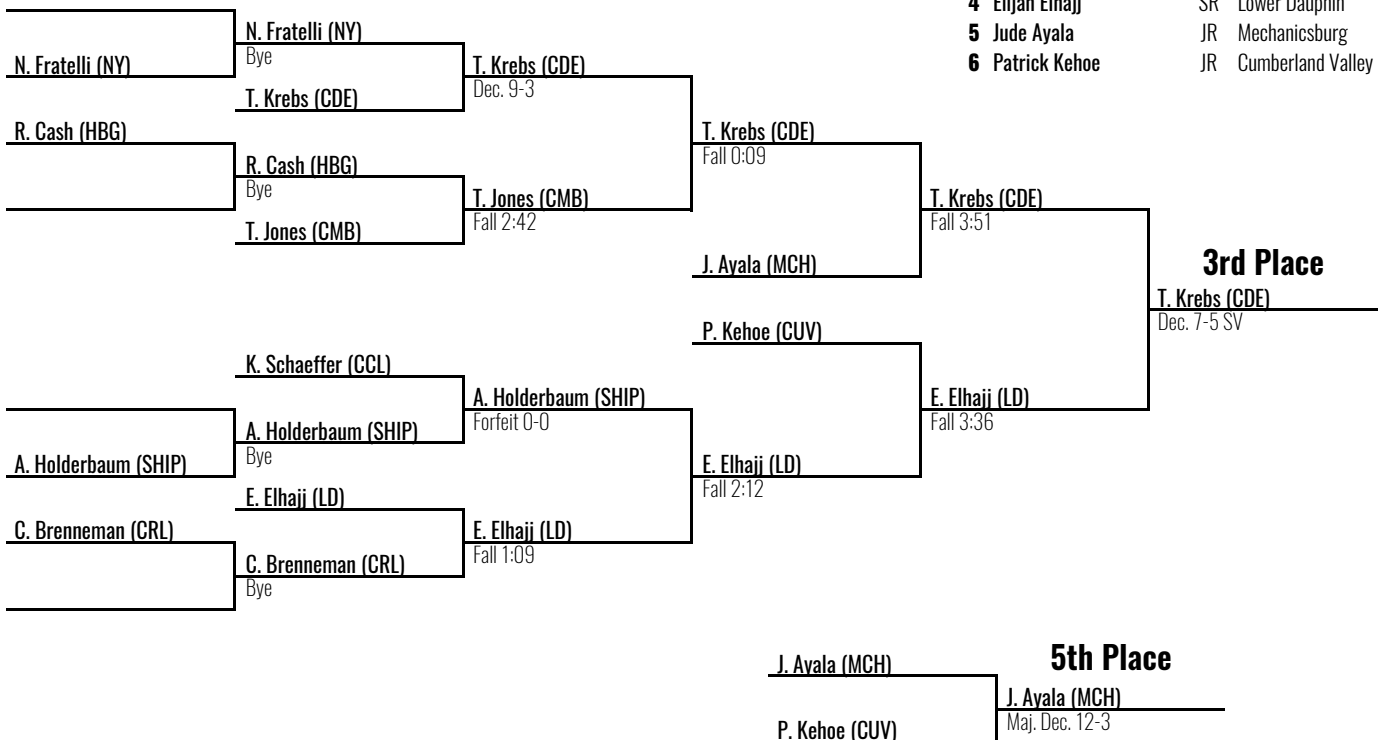 4 Elijah Elhajj SR Lower Dauphin
5 Jude Ayala JR Mechanicsburg
6 Patrick Kehoe JR Cumberland Valley
N. Fratelli (NY)
Bye
N. Fratelli (NY)
T. Krebs (CDE)
Dec. 9-3
T. Krebs (CDE)
R. Cash (HBG)
T. Krebs (CDE)
Fall 0:09
R. Cash (HBG)
Bye
T. Jones (CMB)
Fall 2:42
T. Krebs (CDE)
Fall 3:51
T. Jones (CMB)
J. Ayala (MCH)
3rd Place
T. Krebs (CDE)
Dec. 7-5 SV
P. Kehoe (CUV)
K. Schaeffer (CCL)
A. Holderbaum (SHIP)
Forfeit 0-0
E. Elhajj (LD)
Fall 3:36
A. Holderbaum (SHIP)
Bye
A. Holderbaum (SHIP)
E. Elhajj (LD)
Fall 2:12
E. Elhajj (LD)
C. Brenneman (CRL)
E. Elhajj (LD)
Fall 1:09
C. Brenneman (CRL)
Bye
5th Place
J. Ayala (MCH)
J. Ayala (MCH)
Maj. Dec. 12-3
P. Kehoe (CUV)